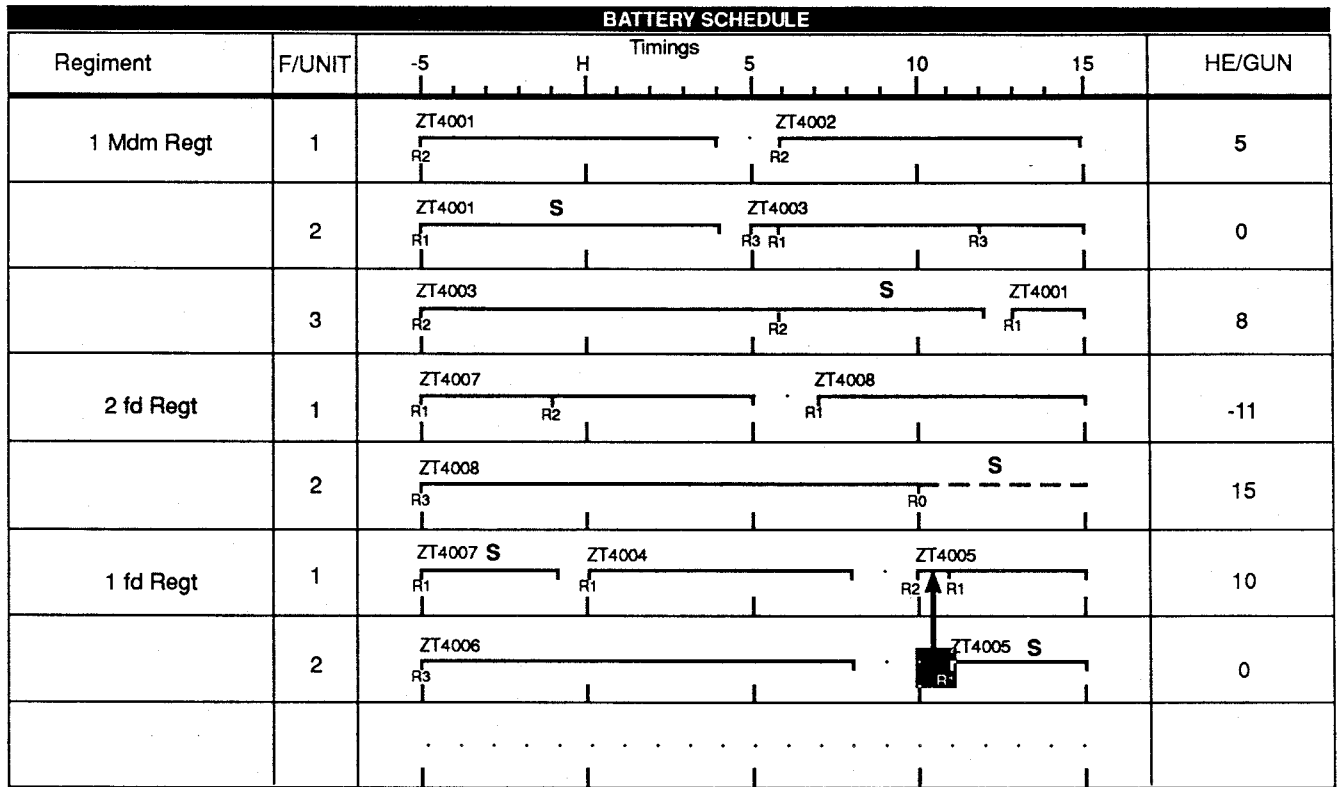 BATTERY SCHEDULE
Regiment F/UNIT Timings HE/GUN
-5 H 5 10 15
ZT4001 ZT4002
1 Mdm Regt 1 5
R2 R2
ZT4001 S ZT4003
2 0
R1 R3 R1 R3
ZT4003 S ZT4001
3 8
R2 R2 R1
ZT4007 ZT4008
2 fd Regt 1 -11
R1 R2 R1
ZT4008 S
2 15
R3 R0
ZT4007 S ZT4004 ZT4005
1 fd Regt 1 10
R1 R1 R2 R1
ZT4006 ZT4005 S
2 0
R3